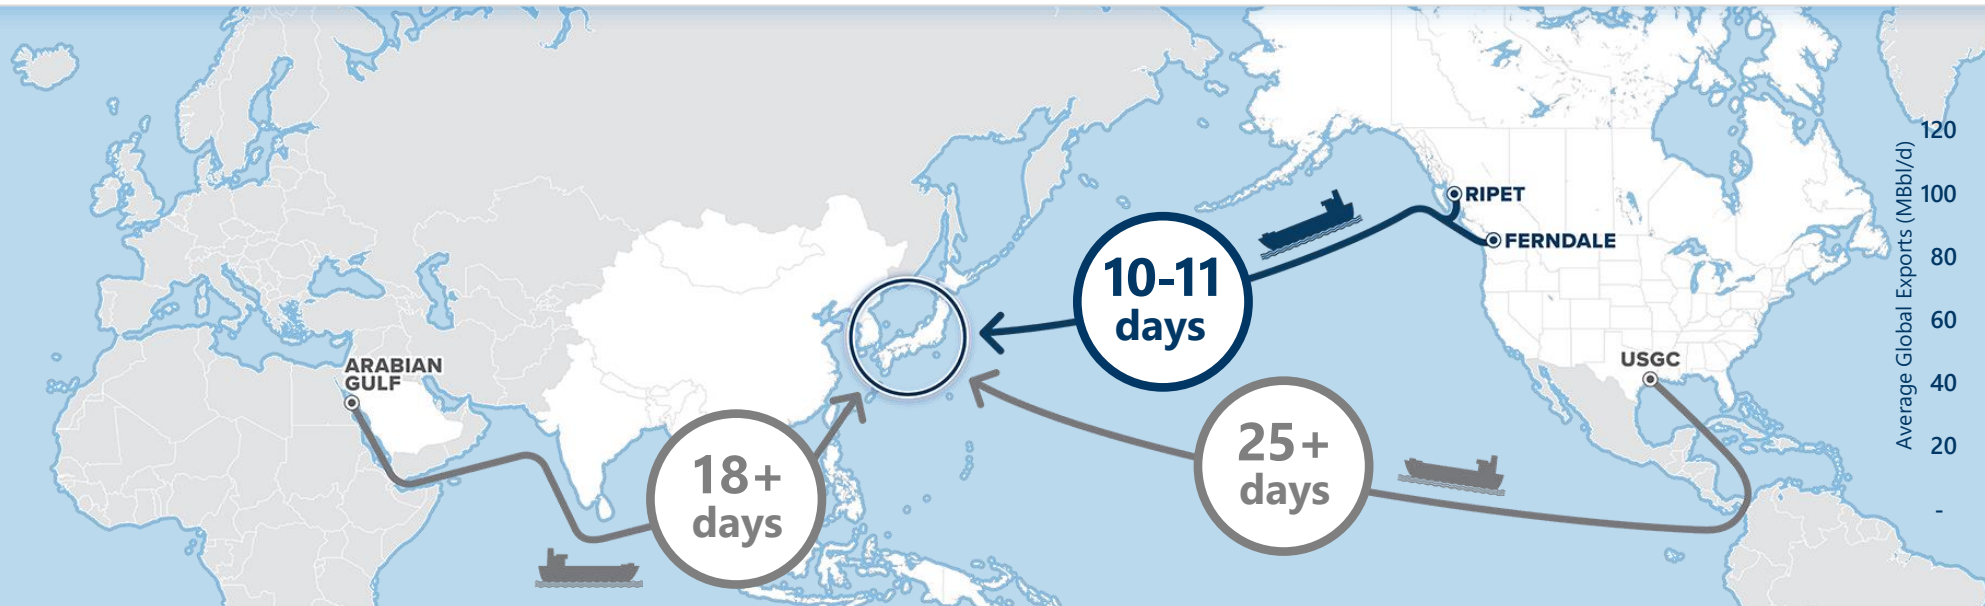 ARABIAN
GULF
18+
days
10-11
days
25+
days
RIPET
FERNDALE
USGC
Average Global Exports (MBbl/d)
120
100
80
60
40
20
-